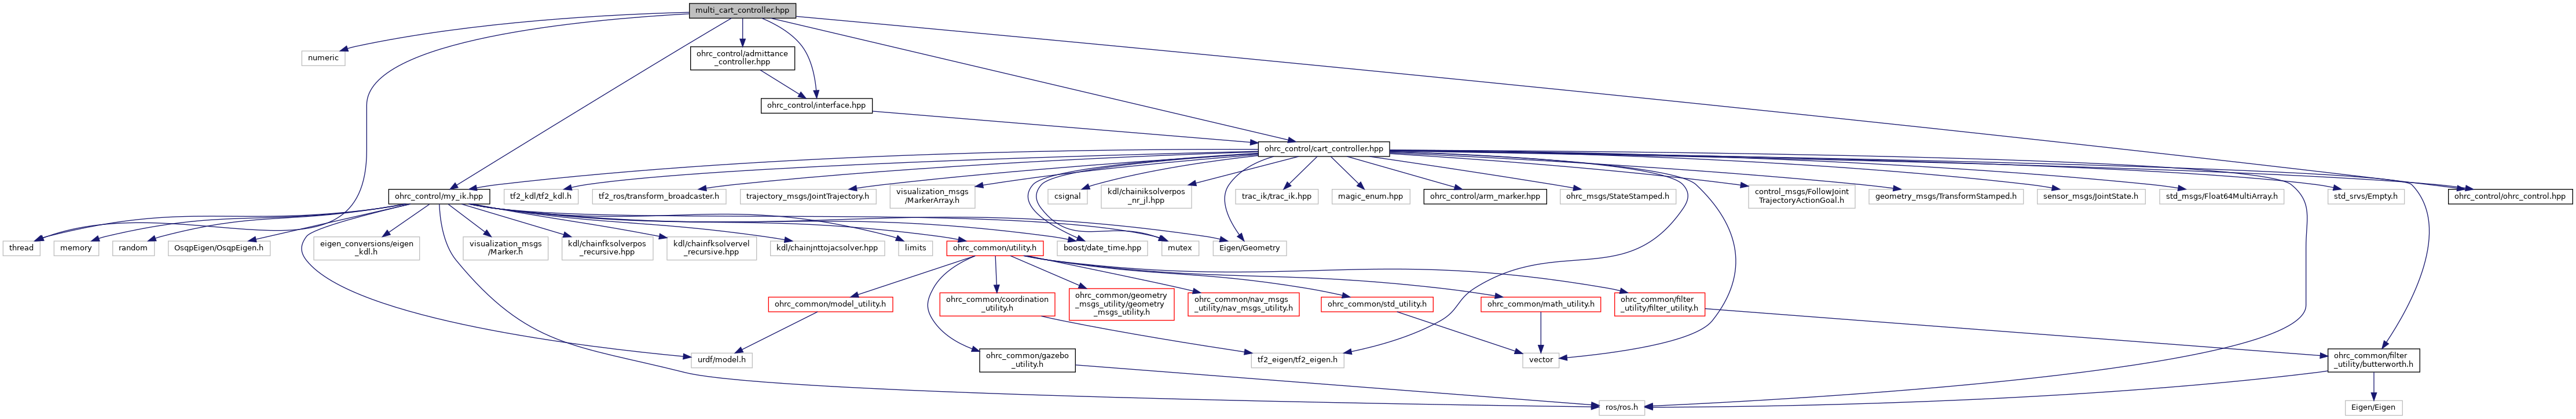 multi_cart_controller.hpp
numeric
ohrc_control/admittance
_controller.hpp
ohrc_control/interface.hpp
ohrc_control/cart_controller.hpp
ohrc_control/my_ik.hpp
tf2_kdl/tf2_kdl.h
tf2_ros/transform_broadcaster.h
trajectory_msgs/JointTrajectory.h
visualization_msgs
/MarkerArray.h
csignal
kdl/chainiksolverpos
_nr_jl.hpp
trac_ik/trac_ik.hpp
magic_enum.hpp
ohrc_control/arm_marker.hpp
ohrc_msgs/StateStamped.h
control_msgs/FollowJoint
TrajectoryActionGoal.h
geometry_msgs/TransformStamped.h
sensor_msgs/JointState.h
std_msgs/Float64MultiArray.h
std_srvs/Empty.h
ohrc_control/ohrc_control.hpp
thread
memory
random
OsqpEigen/OsqpEigen.h
eigen_conversions/eigen
_kdl.h
visualization_msgs
/Marker.h
kdl/chainfksolverpos
_recursive.hpp
kdl/chainfksolvervel
_recursive.hpp
kdl/chainjnttojacsolver.hpp
limits
ohrc_common/utility.h
boost/date_time.hpp
mutex
Eigen/Geometry
ohrc_common/model_utility.h
ohrc_common/coordination
_utility.h
ohrc_common/geometry
_msgs_utility/geometry
_msgs_utility.h
ohrc_common/nav_msgs
_utility/nav_msgs_utility.h
ohrc_common/std_utility.h
ohrc_common/math_utility.h
ohrc_common/filter
_utility/filter_utility.h
urdf/model.h
ohrc_common/gazebo
_utility.h
tf2_eigen/tf2_eigen.h
vector
ohrc_common/filter
_utility/butterworth.h
ros/ros.h
Eigen/Eigen